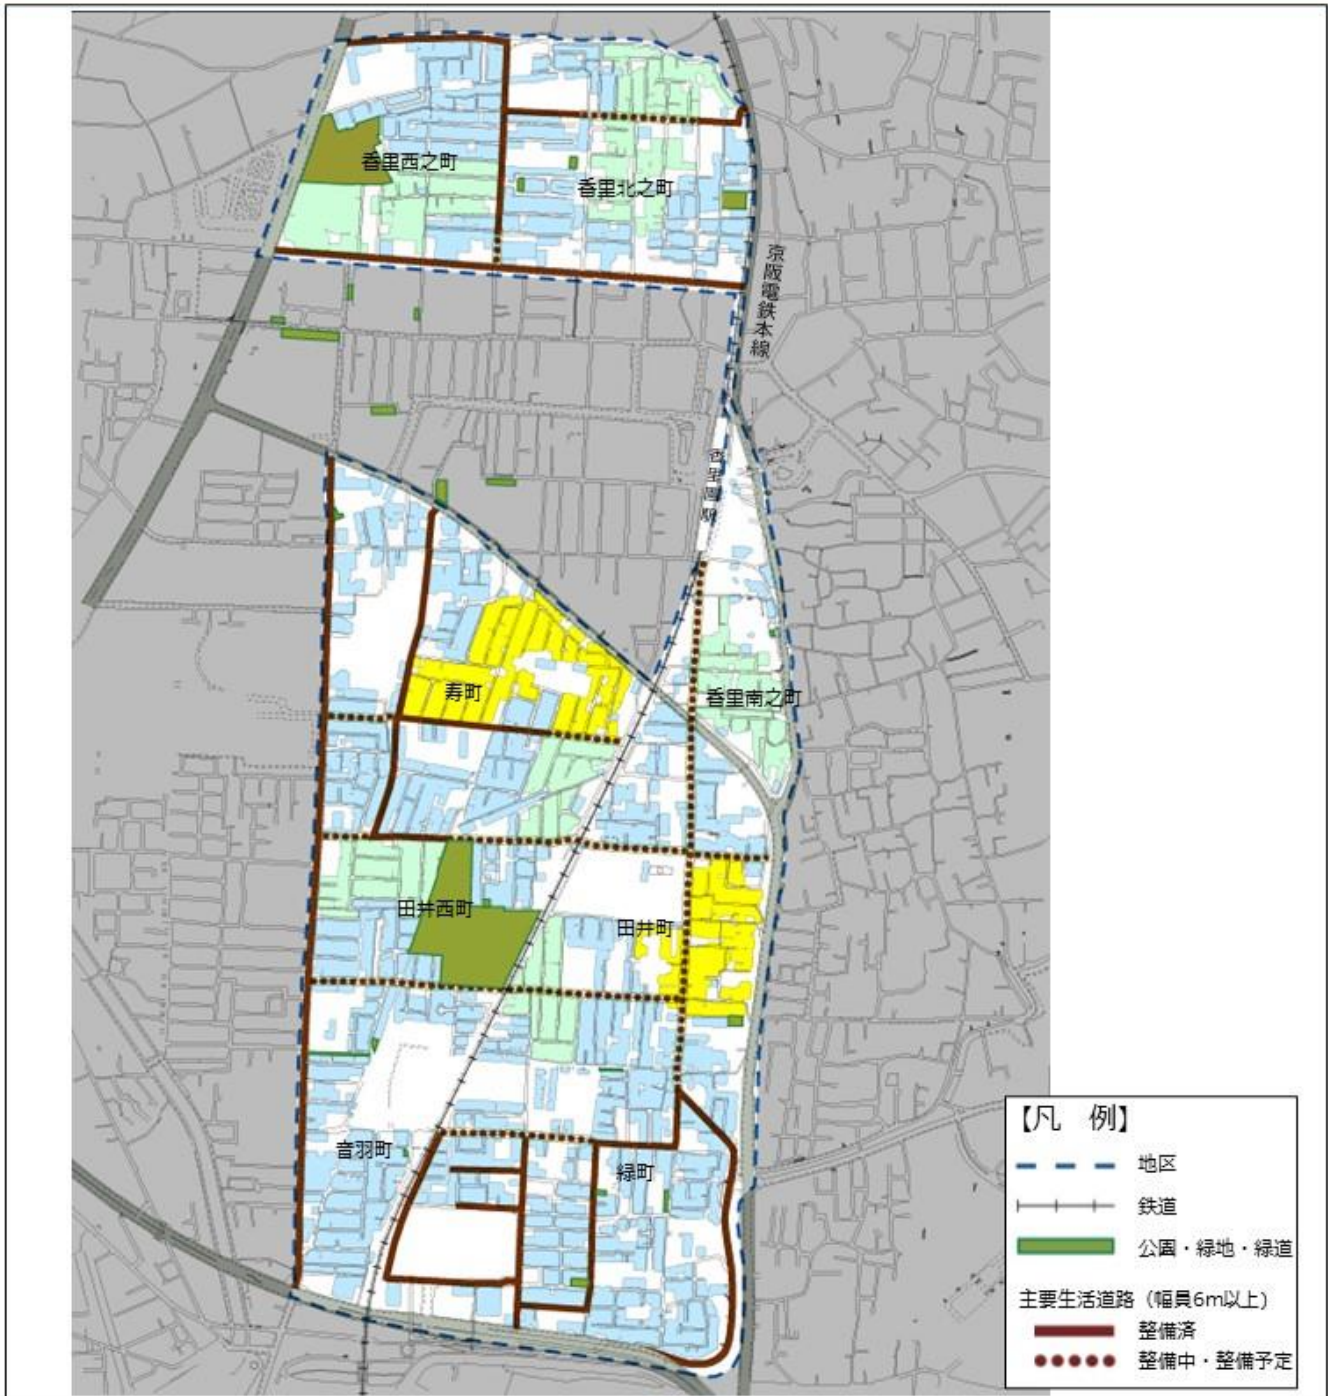 香里西之町
香里北之町
京阪電鉄本線
香里園駅
寿町
香里南之町
田井西町
田井町
音羽町
緑町
【凡 例】
地区
鉄道
公園・緑地・緑道
主要生活道路（幅員6m以上）
整備済
整備中・整備予定